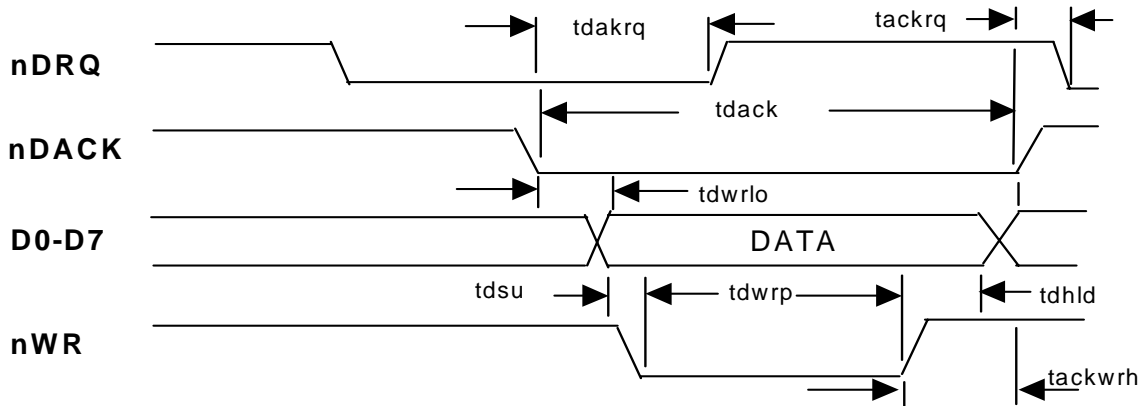 tdakrq
tackrq
nDRQ
tdack
nDACK
tdwrlo
D0-D7
DATA
tdsu
tdwrp
tdhld
nWR
tackwrh